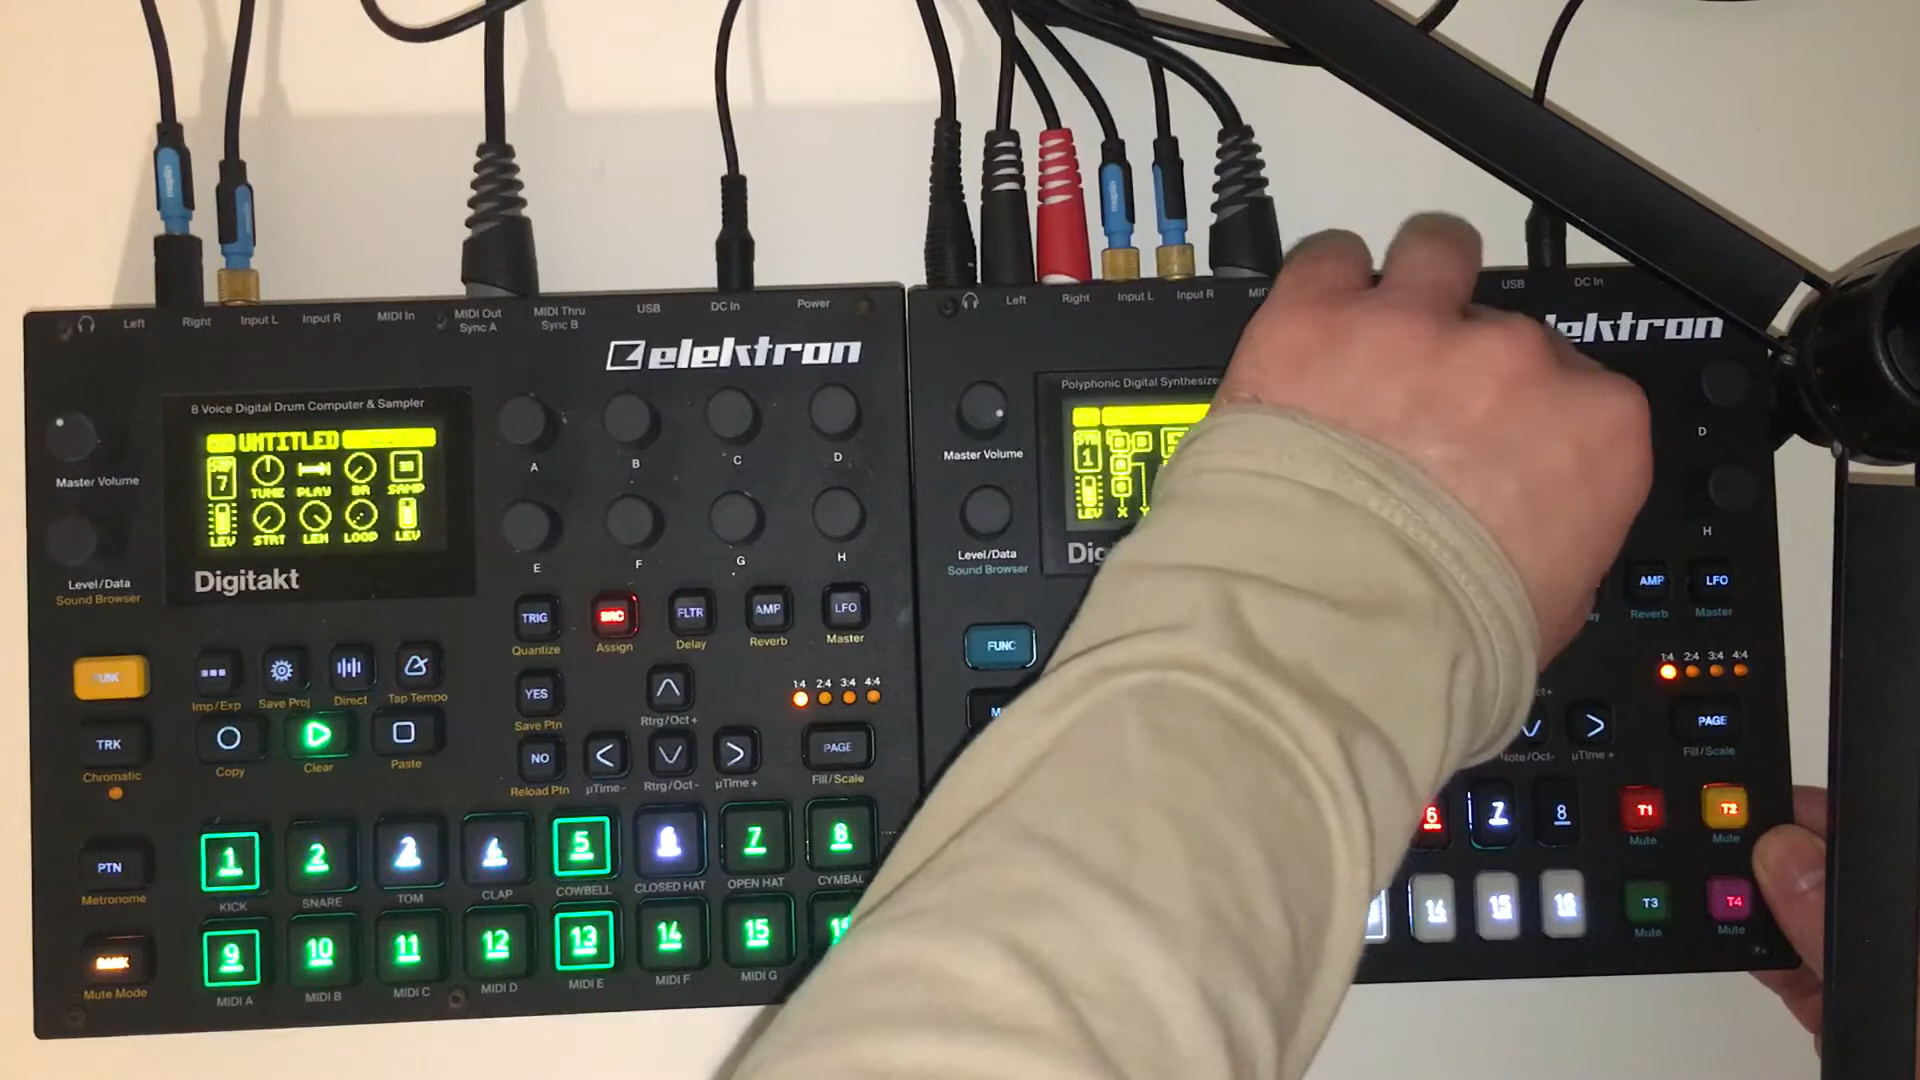 Left
Right
Input L
Input R
MIDI In
MIDI Out
Sync A
MIDI Thru
Sync B
USB
DC In
Power
elektron
8 Voice Digital Drum Computer & Sampler
UNTITLED
7
TUNE PLAY BR SAMP
LEV STRT LEN LOOP LEV
Digitakt
Master Volume
Level/Data
Sound Browser
A
B
C
D
E
F
G
H
TRIG
Quantize
SRC
Assign
FLTR
Delay
AMP
Reverb
LFO
Master
FUNC
Imp/Exp
Save Proj
Direct
Tap Tempo
YES
Save Ptn
Rtrg/Oct+
1:4 2:4 3:4 4:4
TRK
Chromatic
Copy
Clear
Paste
NO
Reload Ptn
µTime-
Rtrg/Oct-
µTime+
PAGE
Fill/Scale
PTN
Metronome
1
KICK
2
SNARE
3
TOM
4
CLAP
5
COWBELL
6
CLOSED HAT
7
OPEN HAT
8
CYMBAL
BANK
Mute Mode
9
MIDI A
10
MIDI B
11
MIDI C
12
MIDI D
13
MIDI E
14
MIDI F
15
MIDI G
Left
Right
Input L
Input R
USB
DC In
elektron
Polyphonic Digital Synthesizer
1
LEV
X
Master Volume
Level/Data
Sound Browser
D
H
AMP
Reverb
LFO
Master
FUNC
1:4 2:4 3:4 4:4
µTime+
PAGE
Fill/Scale
6
7
8
T1
Mute
T2
Mute
14
15
16
T3
Mute
T4
Mute